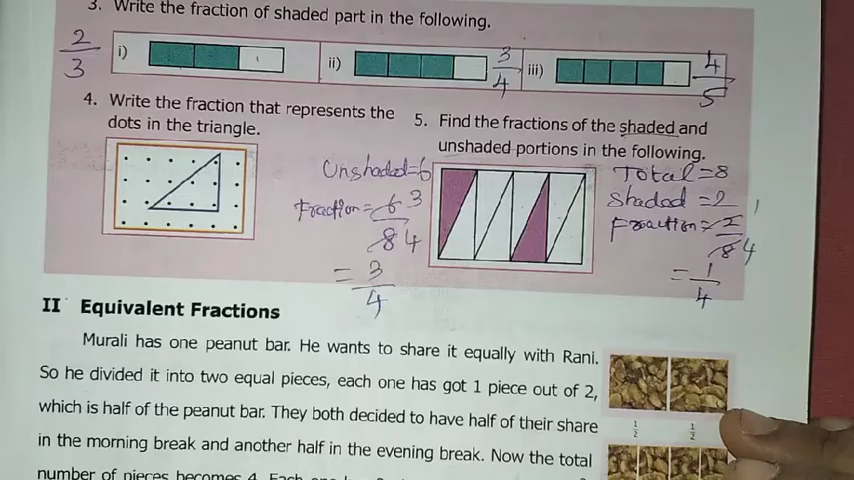 3. Write the fraction of shaded part in the following.
2/3 i) ii) 3/4 iii) 4/5
4. Write the fraction that represents the
dots in the triangle.
5. Find the fractions of the shaded and
unshaded portions in the following.
Unshaded=6
Fraction = 6/8 3/4
= 3/4
Total = 8
Shaded = 2
Fraction = 2/8 1/4
= 1/4
II Equivalent Fractions
Murali has one peanut bar. He wants to share it equally with Rani.
So he divided it into two equal pieces, each one has got 1 piece out of 2,
which is half of the peanut bar. They both decided to have half of their share
in the morning break and another half in the evening break. Now the total
number of pieces becomes 4. Each
1/2 1/2